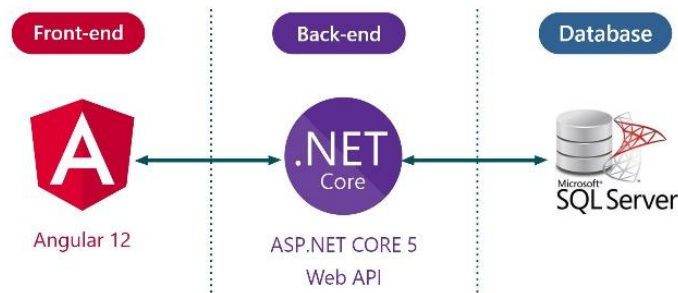 Front-end
Back-end
Database
A
.NET
Core
Microsoft®
SQL Server
Angular 12
ASP.NET CORE 5
Web API